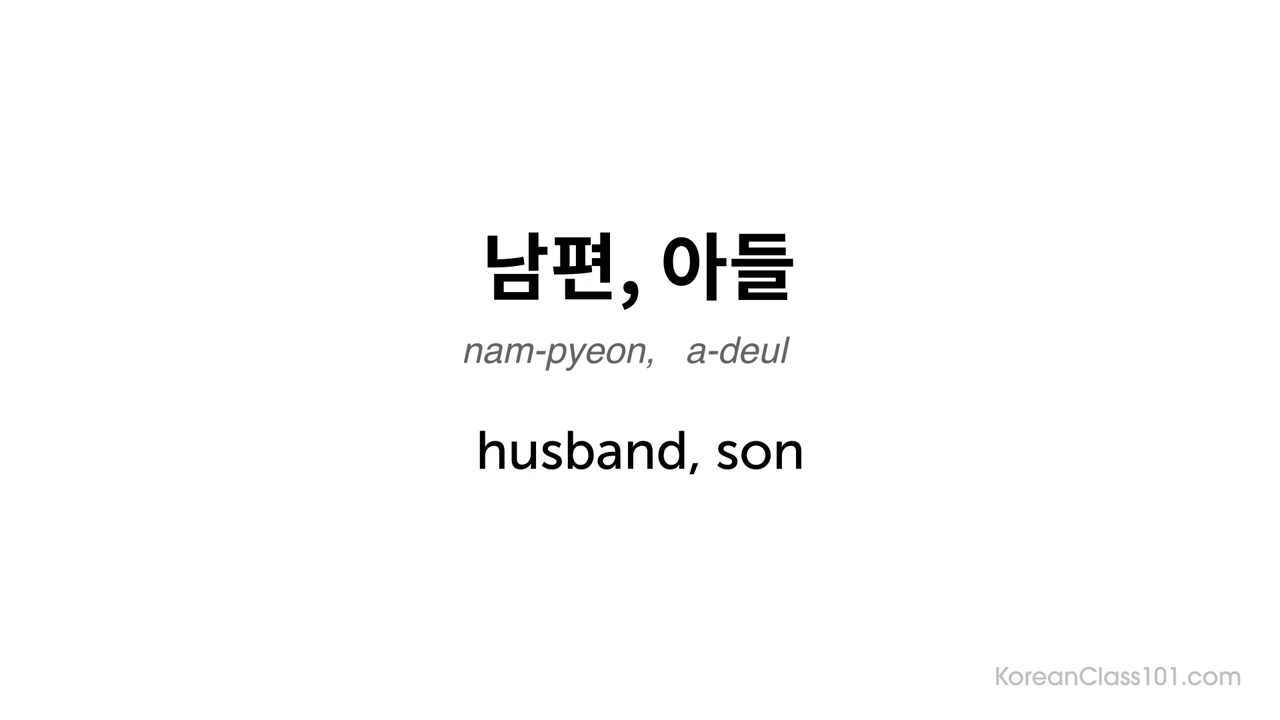 남편, 아들
nam-pyeon, a-deul
husband, son
KoreanClass101.com